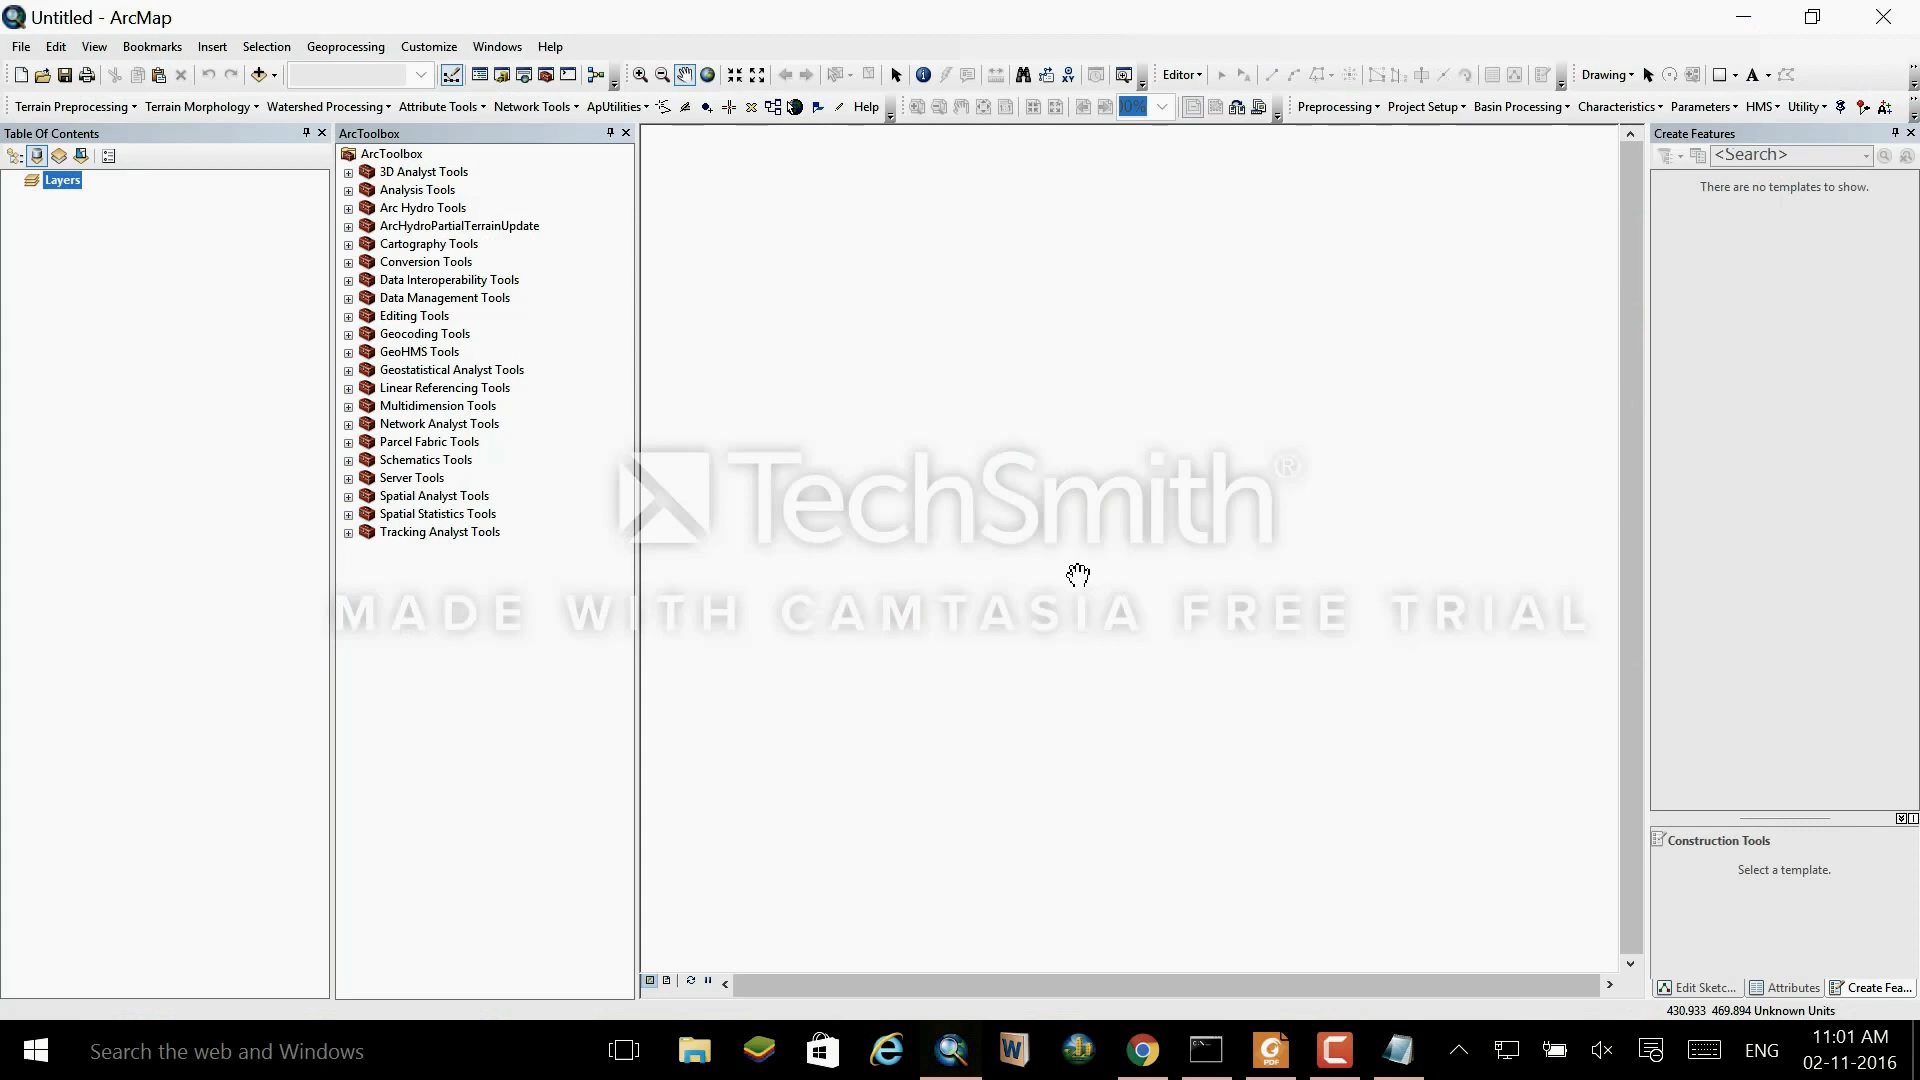 Untitled - ArcMap
File Edit View Bookmarks Insert Selection Geoprocessing Customize Windows Help
Editor Drawing
Terrain Preprocessing Terrain Morphology Watershed Processing Attribute Tools Network Tools ApUtilities Help Preprocessing Project Setup Basin Processing Characteristics Parameters HMS Utility
Table Of Contents
Layers
ArcToolbox
ArcToolbox
3D Analyst Tools
Analysis Tools
Arc Hydro Tools
ArcHydroPartialTerrainUpdate
Cartography Tools
Conversion Tools
Data Interoperability Tools
Data Management Tools
Editing Tools
Geocoding Tools
GeoHMS Tools
Geostatistical Analyst Tools
Linear Referencing Tools
Multidimension Tools
Network Analyst Tools
Parcel Fabric Tools
Schematics Tools
Server Tools
Spatial Analyst Tools
Spatial Statistics Tools
Tracking Analyst Tools
TechSmith®
MADE WITH CAMTASIA FREE TRIAL
Create Features
<Search>
There are no templates to show.
Construction Tools
Select a template.
Edit Sketc... Attributes Create Fea...
430.933 469.894 Unknown Units
Search the web and Windows
ENG
11:01 AM
02-11-2016